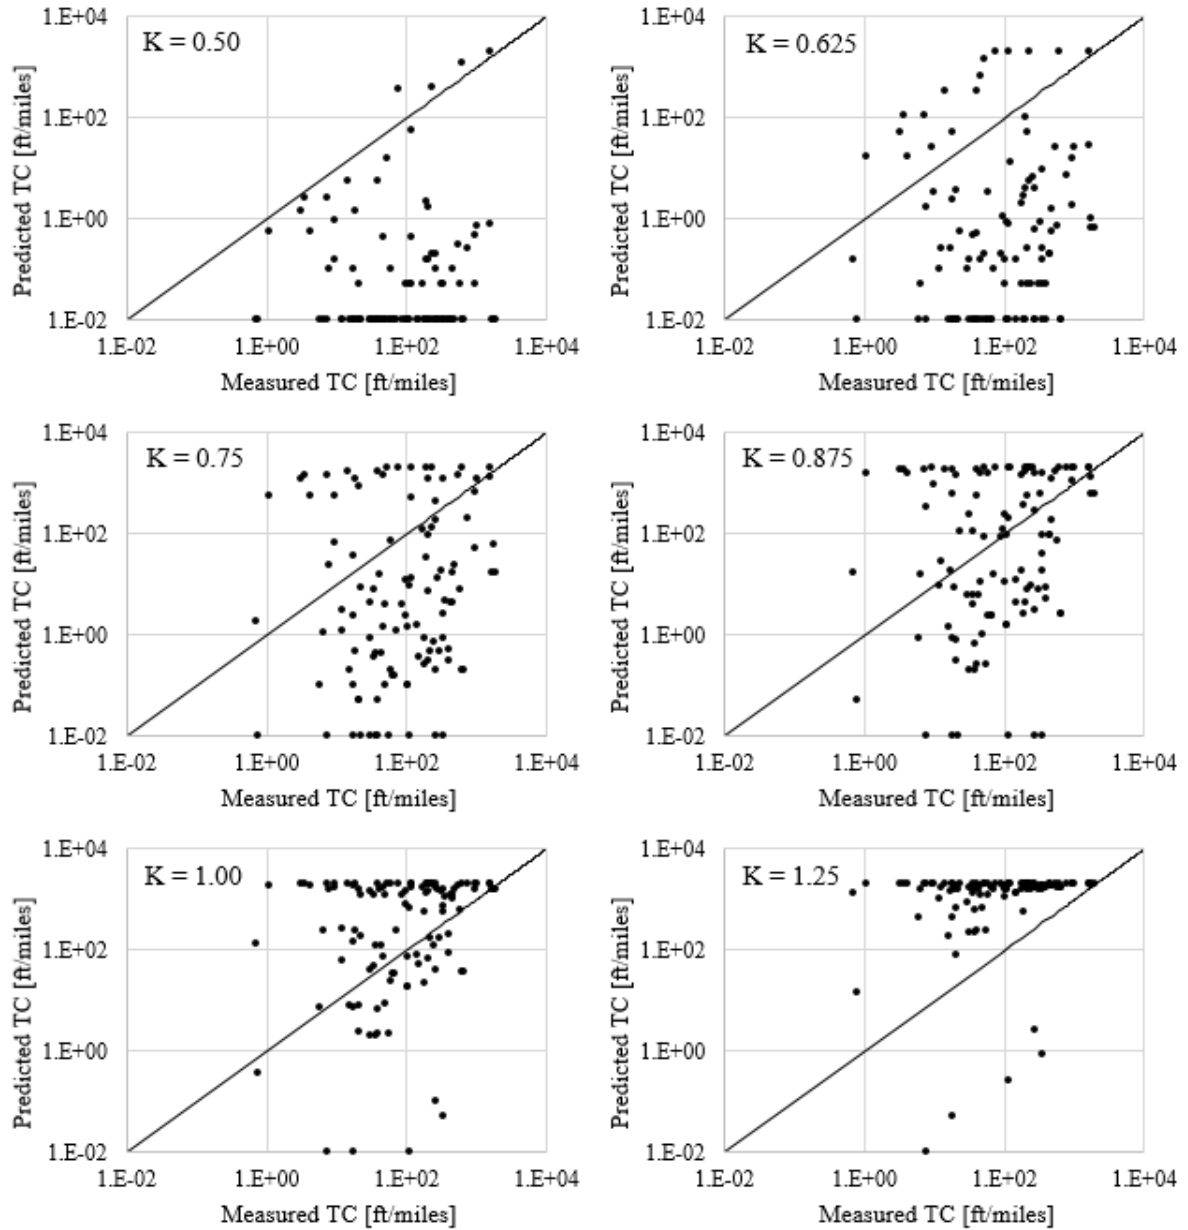 1.E+04
K = 0.50
1.E+02
1.E+00
1.E-02
1.E-02 1.E+00 1.E+02 1.E+04
Predicted TC [ft/miles]
Measured TC [ft/miles]
1.E+04
K = 0.625
1.E+02
1.E+00
1.E-02
1.E-02 1.E+00 1.E+02 1.E+04
Predicted TC [ft/miles]
Measured TC [ft/miles]
1.E+04
K = 0.75
1.E+02
1.E+00
1.E-02
1.E-02 1.E+00 1.E+02 1.E+04
Predicted TC [ft/miles]
Measured TC [ft/miles]
1.E+04
K = 0.875
1.E+02
1.E+00
1.E-02
1.E-02 1.E+00 1.E+02 1.E+04
Predicted TC [ft/miles]
Measured TC [ft/miles]
1.E+04
K = 1.00
1.E+02
1.E+00
1.E-02
1.E-02 1.E+00 1.E+02 1.E+04
Predicted TC [ft/miles]
Measured TC [ft/miles]
1.E+04
K = 1.25
1.E+02
1.E+00
1.E-02
1.E-02 1.E+00 1.E+02 1.E+04
Predicted TC [ft/miles]
Measured TC [ft/miles]